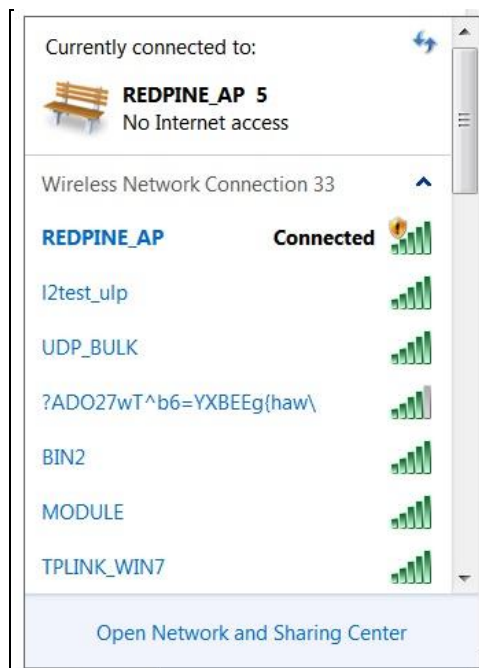 Currently connected to:
REDPINE_AP 5
No Internet access
Wireless Network Connection 33
REDPINE_AP Connected
l2test_ulp
UDP_BULK
?ADO27wT^b6=YXBEEg{haw\
BIN2
MODULE
TPLINK_WIN7
Open Network and Sharing Center